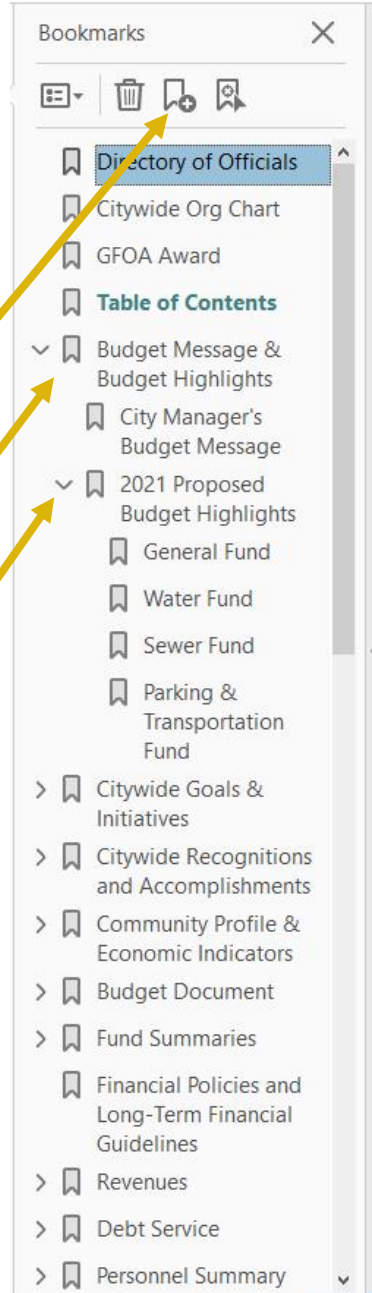 Bookmarks
Directory of Officials
Citywide Org Chart
GFOA Award
Table of Contents
Budget Message &
Budget Highlights
City Manager's
Budget Message
2021 Proposed
Budget Highlights
General Fund
Water Fund
Sewer Fund
Parking &
Transportation
Fund
Citywide Goals &
Initiatives
Citywide Recognitions
and Accomplishments
Community Profile &
Economic Indicators
Budget Document
Fund Summaries
Financial Policies and
Long-Term Financial
Guidelines
Revenues
Debt Service
Personnel Summary